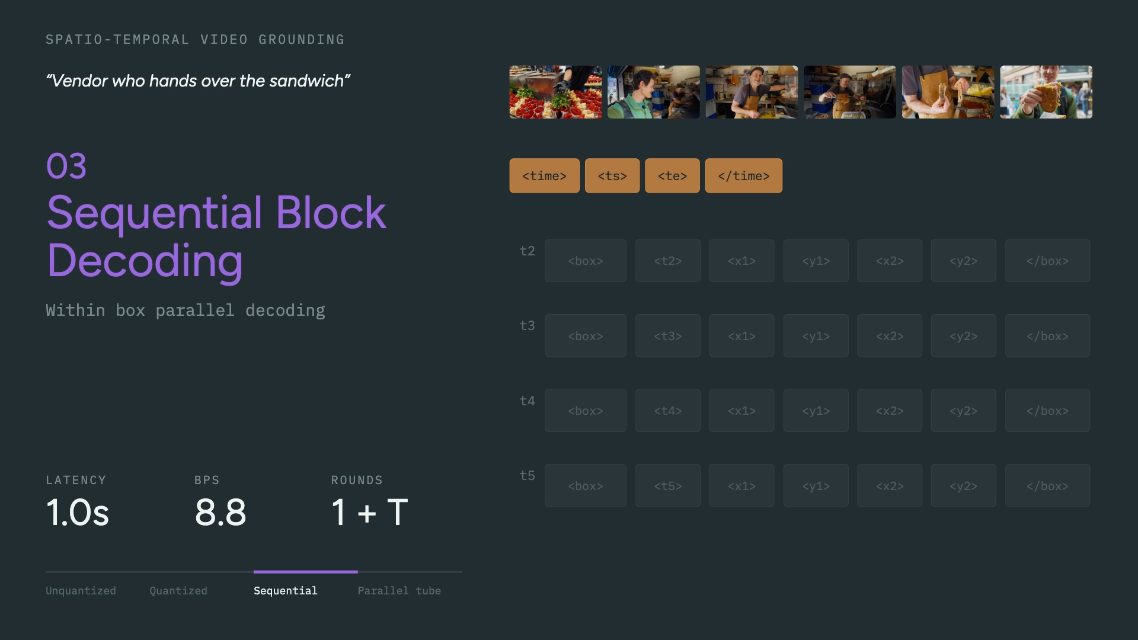 SPATIO-TEMPORAL VIDEO GROUNDING
“Vendor who hands over the sandwich”
03
Sequential Block
Decoding
Within box parallel decoding
LATENCY BPS ROUNDS
1.0s 8.8 1 + T
Unquantized Quantized Sequential Parallel tube
<time> <ts> <te> </time>
t2 <box> <t2> <x1> <y1> <x2> <y2> </box>
t3 <box> <t3> <x1> <y1> <x2> <y2> </box>
t4 <box> <t4> <x1> <y1> <x2> <y2> </box>
t5 <box> <t5> <x1> <y1> <x2> <y2> </box>